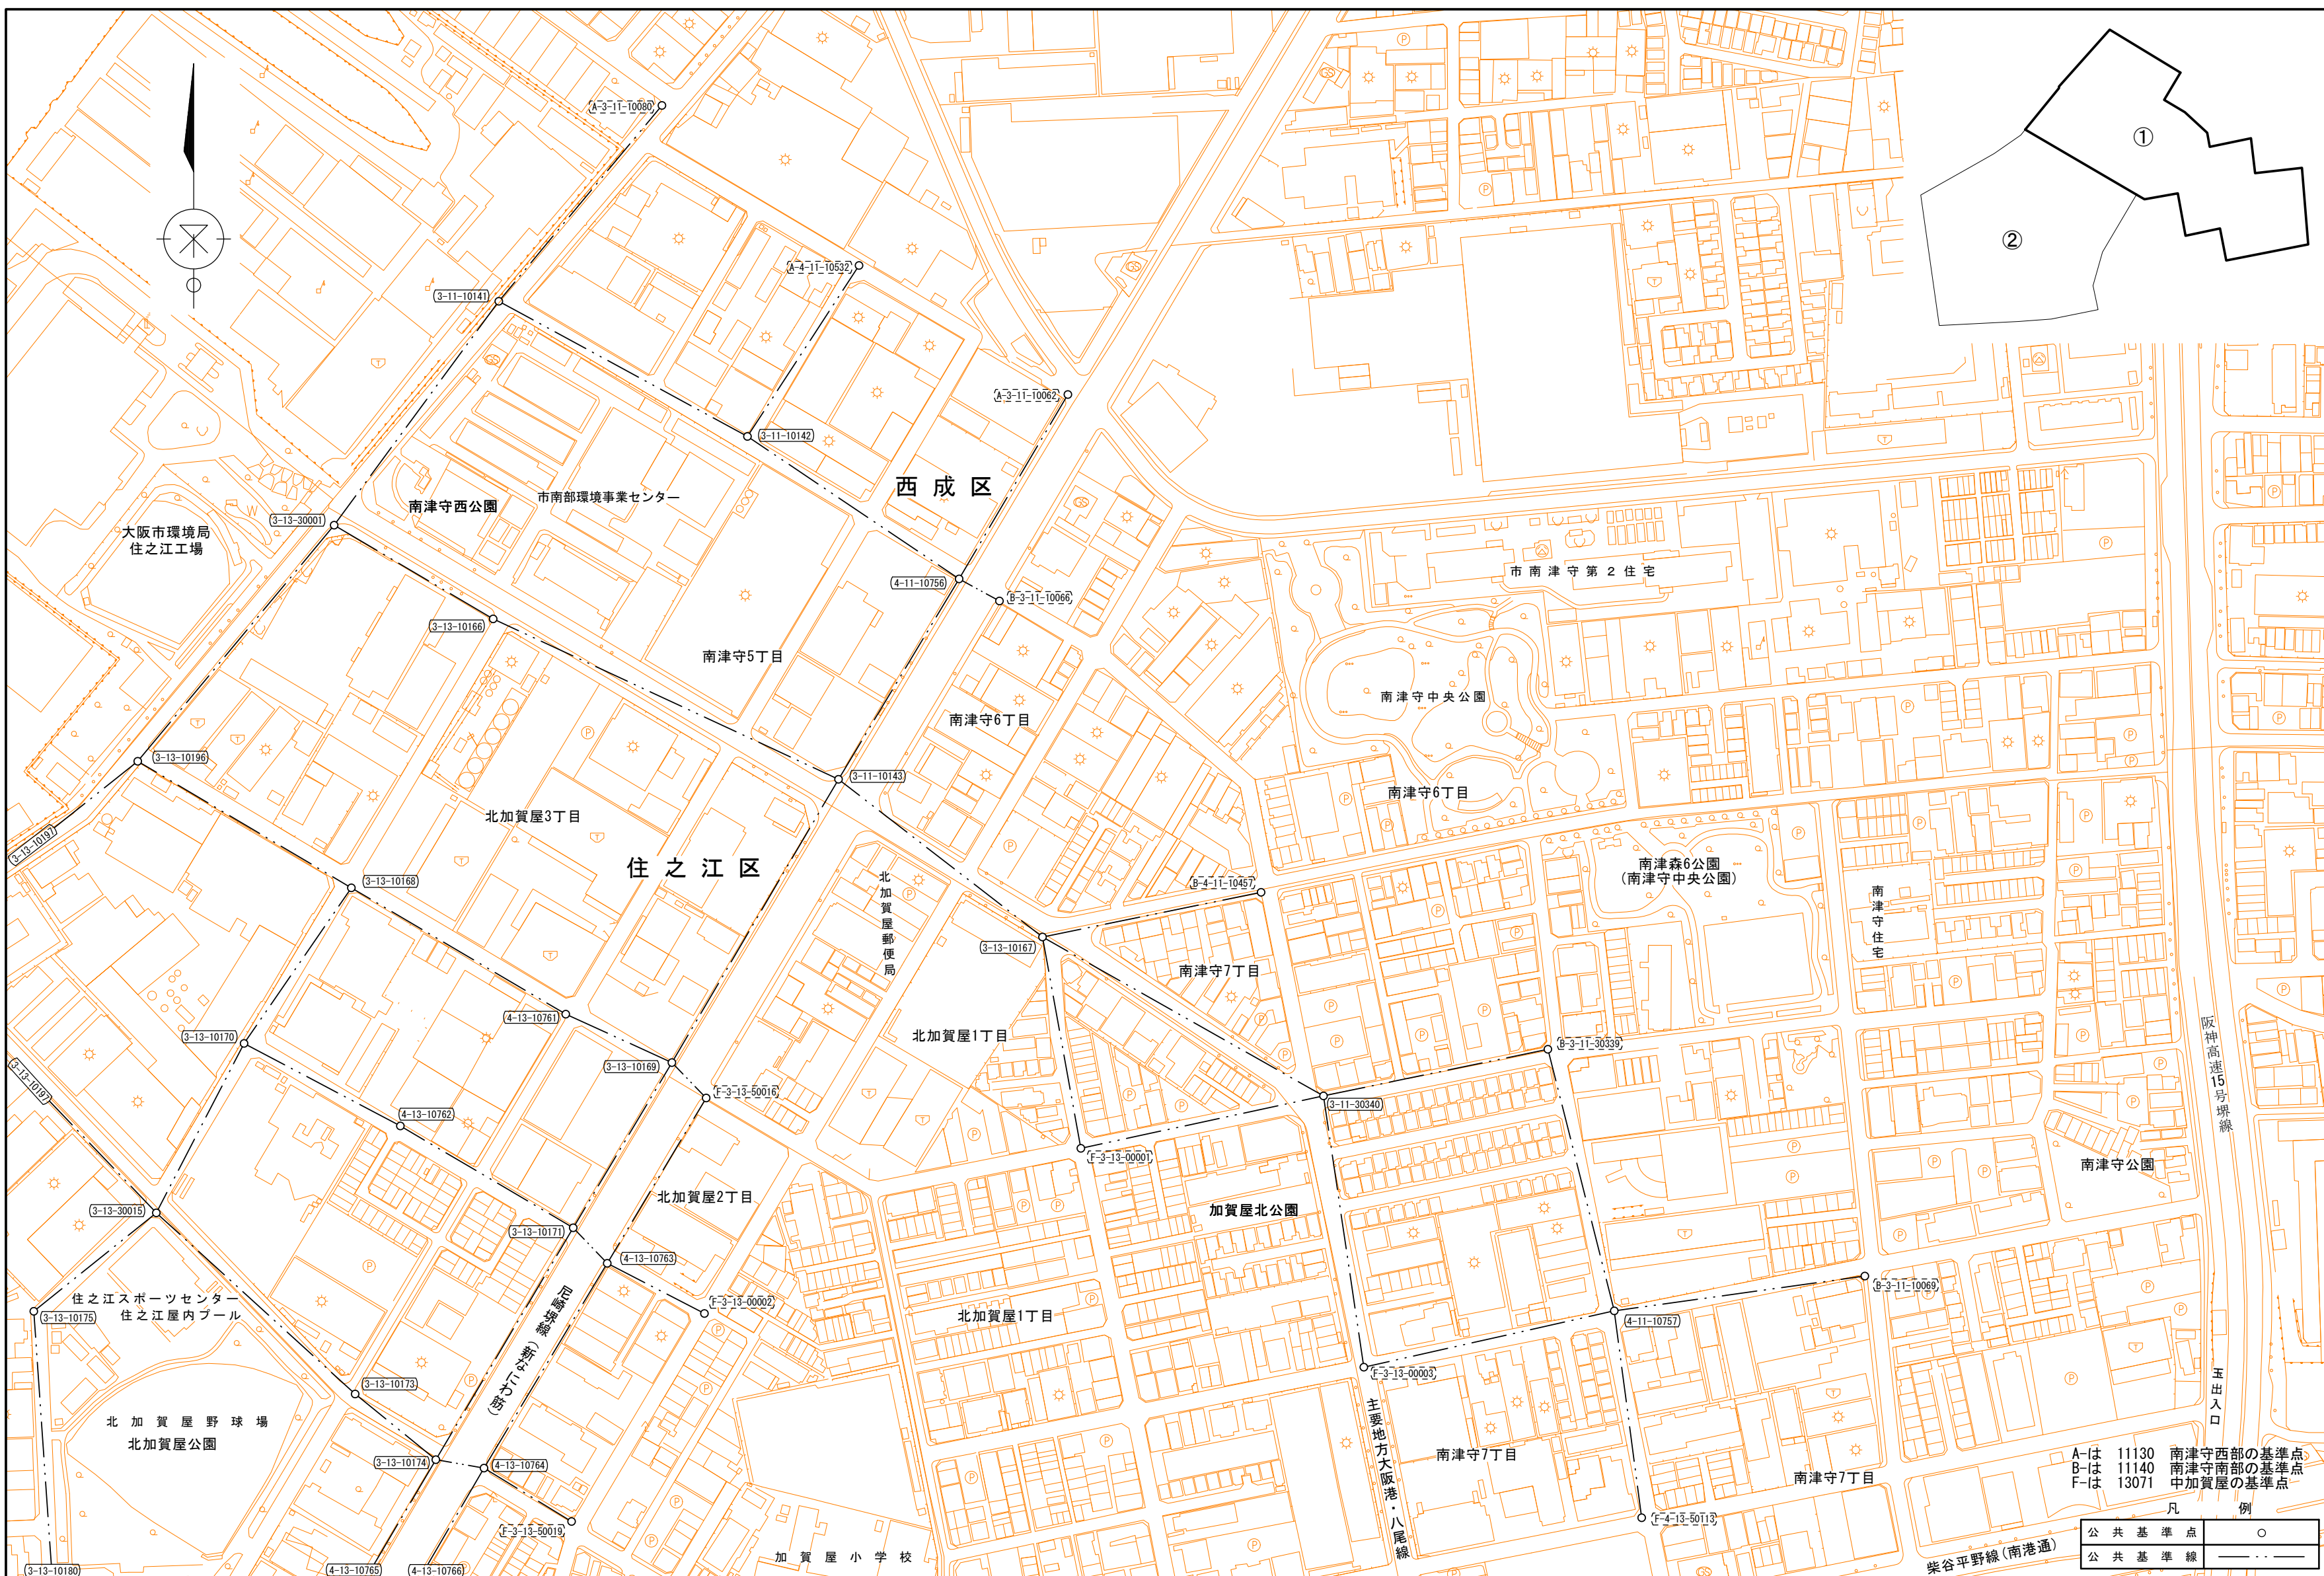 A-3-11-10080
①
②
A-4-11-10532
3-11-10141
GS
GS
GS
A-3-11-10062
3-11-10142
西成区
南津守西公園
市南部環境事業センター
GS
3-13-30001
大阪市環境局
住之江工場
市南津守第2住宅
4-11-10756
B-3-11-10066
3-13-10166
南津守5丁目
南津守中央公園
南津守6丁目
3-13-10196
3-11-10143
南津守6丁目
北加賀屋3丁目
3-13-10197
住之江区
南津森6公園
(南津守中央公園)
3-13-10168
北加賀屋郵便局
B-4-11-10457
南津守住宅
3-13-10167
南津守7丁目
4-13-10761
3-13-10170
北加賀屋1丁目
阪神高速15号堺線
B-3-11-30339
3-13-10169
3-13-10197
F-3-13-50016
3-11-30340
4-13-10762
F-3-13-00001
南津守公園
北加賀屋2丁目
3-13-30015
加賀屋北公園
3-13-10171
4-13-10763
B-3-11-10069
住之江スポーツセンター
住之江屋内プール
3-13-10175
F-3-13-00002
尼崎堺線(新なにわ筋)
北加賀屋1丁目
4-11-10757
F-3-13-00003
3-13-10173
玉出入口
北加賀屋野球場
北加賀屋公園
主要地方大阪港・八尾線
南津守7丁目
南津守7丁目
3-13-10174
4-13-10764
A-は 11130 南津守西部の基準点
B-は 11140 南津守南部の基準点
F-は 13071 中加賀屋の基準点
凡例
公共基準点
公共基準線
F-3-13-50019
F-4-13-50113
加賀屋小学校
柴谷平野線(南港通)
3-13-10180
4-13-10765
4-13-10766
GS